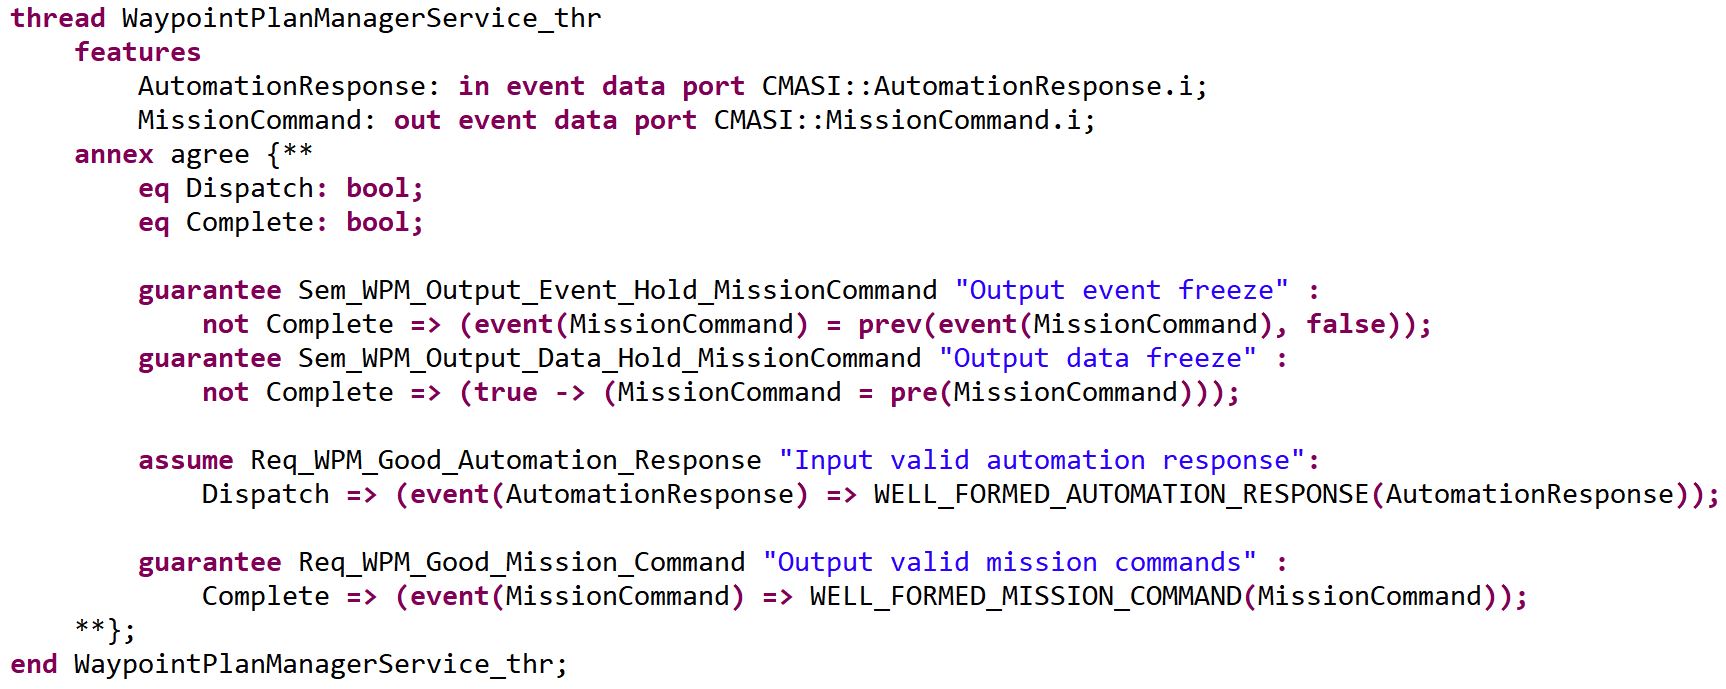 thread WaypointPlanManagerService_thr
features
AutomationResponse: in event data port CMASI::AutomationResponse.i;
MissionCommand: out event data port CMASI::MissionCommand.i;
annex agree {**
eq Dispatch: bool;
eq Complete: bool;
guarantee Sem_WPM_Output_Event_Hold_MissionCommand "Output event freeze" :
not Complete => (event(MissionCommand) = prev(event(MissionCommand), false));
guarantee Sem_WPM_Output_Data_Hold_MissionCommand "Output data freeze" :
not Complete => (true -> (MissionCommand = pre(MissionCommand)));
assume Req_WPM_Good_Automation_Response "Input valid automation response":
Dispatch => (event(AutomationResponse) => WELL_FORMED_AUTOMATION_RESPONSE(AutomationResponse));
guarantee Req_WPM_Good_Mission_Command "Output valid mission commands" :
Complete => (event(MissionCommand) => WELL_FORMED_MISSION_COMMAND(MissionCommand));
**};
end WaypointPlanManagerService_thr;